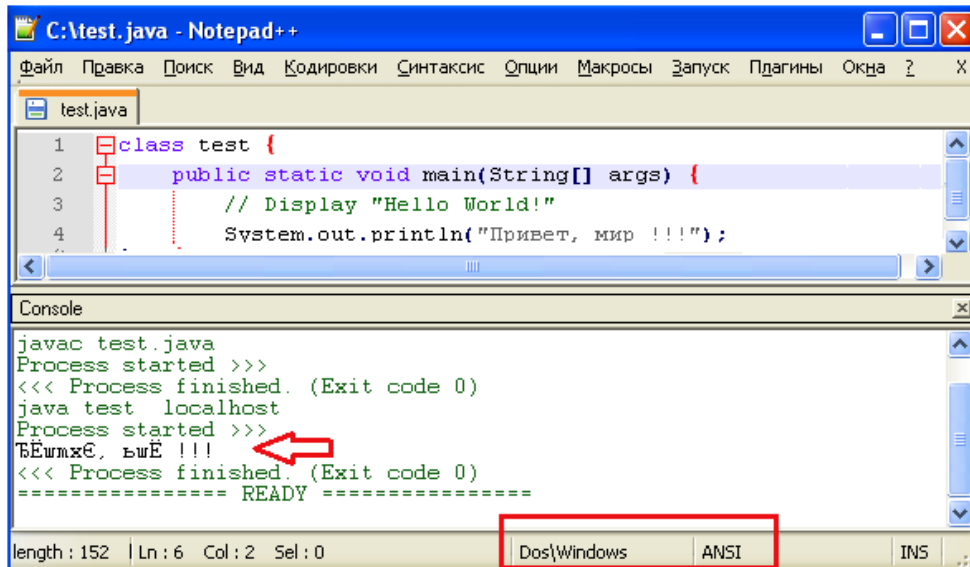 C:\test.java - Notepad++
Файл Правка Поиск Вид Кодировки Синтаксис Опции Макросы Запуск Плагины Окна ? X
test.java
1 class test {
2 public static void main(String[] args) {
3 // Display "Hello World!"
4 System.out.println("Привет, мир !!!");
Console
javac test.java
Process started >>>
<<< Process finished. (Exit code 0)
java test localhost
Process started >>>
ЂЁштхЄ, ьшЁ !!!
<<< Process finished. (Exit code 0)
================ READY ================
length : 152 Ln : 6 Col : 2 Sel : 0 Dos\Windows ANSI INS